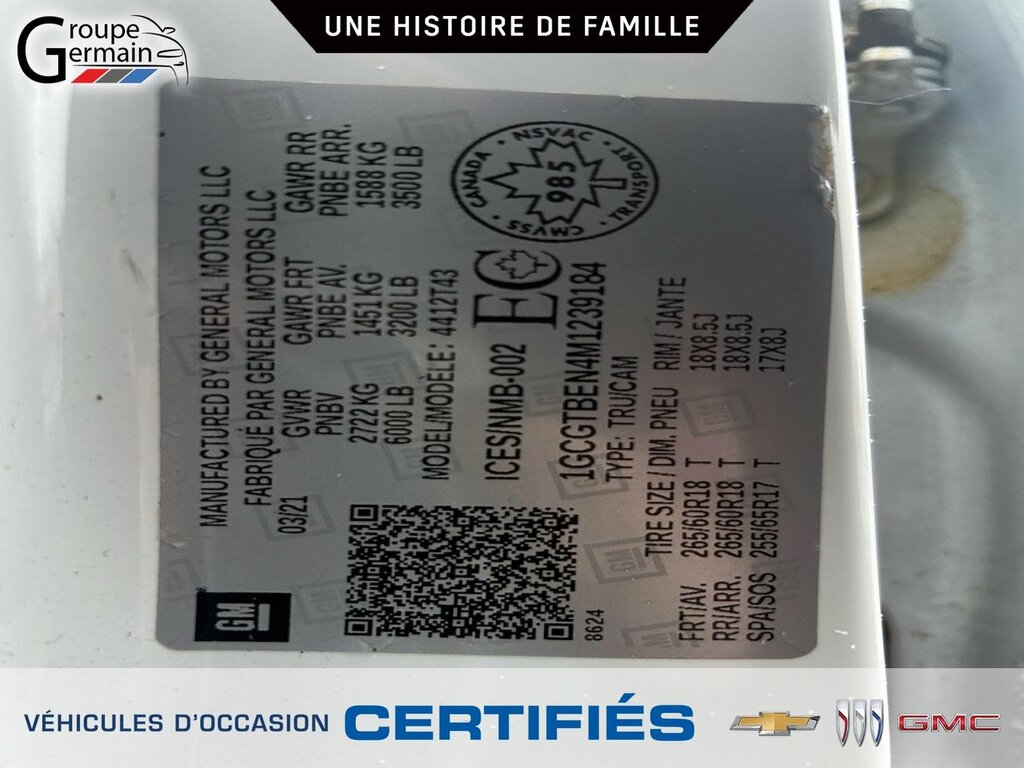 Groupe
Germain
UNE HISTOIRE DE FAMILLE
MANUFACTURED BY GENERAL MOTORS LLC
FABRIQUÉ PAR GENERAL MOTORS LLC
03/21 GVWR GAWR FRT GAWR RR
PNBV PNBE AV. PNBE ARR.
2722 KG 1451 KG 1588 KG
6000 LB 3200 LB 3500 LB
MODEL/MODÈLE: 4412T43
ICES/NMB-002
EC
CANADA · NSVAC · TRANSPORT · CMVSS ·
985
T
1GCGTBEN4M1239184
TYPE: TRU/CAM
TIRE SIZE / DIM. PNEU RIM / JANTE
FRT/AV. 265/60R18 T 18X8.5J
RR/ARR. 265/60R18 T 18X8.5J
SPA/SOS 255/65R17 T 17X8J
8624
GM
VÉHICULES D'OCCASION CERTIFIÉS
GMC